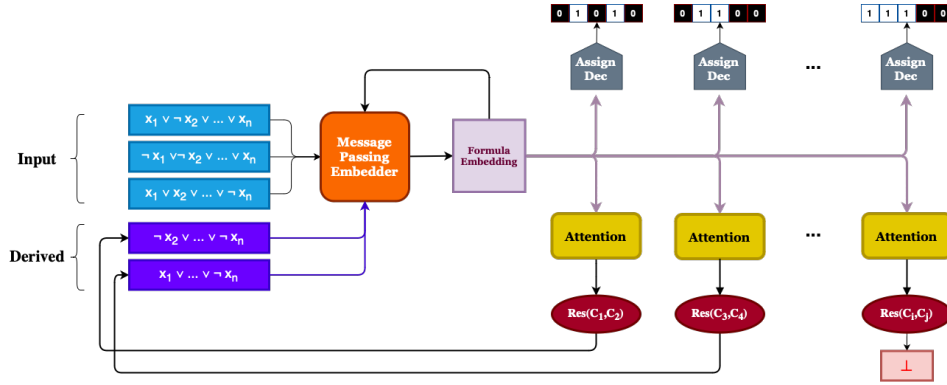 0 1 0 1 0
0 1 1 0 0
1 1 1 0 0
Assign
Dec
Assign
Dec
...
Assign
Dec
Input
x₁ ∨ ¬ x₂ ∨ ... ∨ xₙ
¬ x₁ ∨¬ x₂ ∨ ... ∨ xₙ
x₁ ∨ x₂ ∨ ... ∨ ¬ xₙ
Message
Passing
Embedder
Formula
Embedding
Derived
¬ x₂ ∨ ... ∨ ¬ xₙ
x₁ ∨ ... ∨ ¬ xₙ
Attention
Attention
...
Attention
Res(C₁,C₂)
Res(C₃,C₄)
Res(Cᵢ,Cⱼ)
⊥